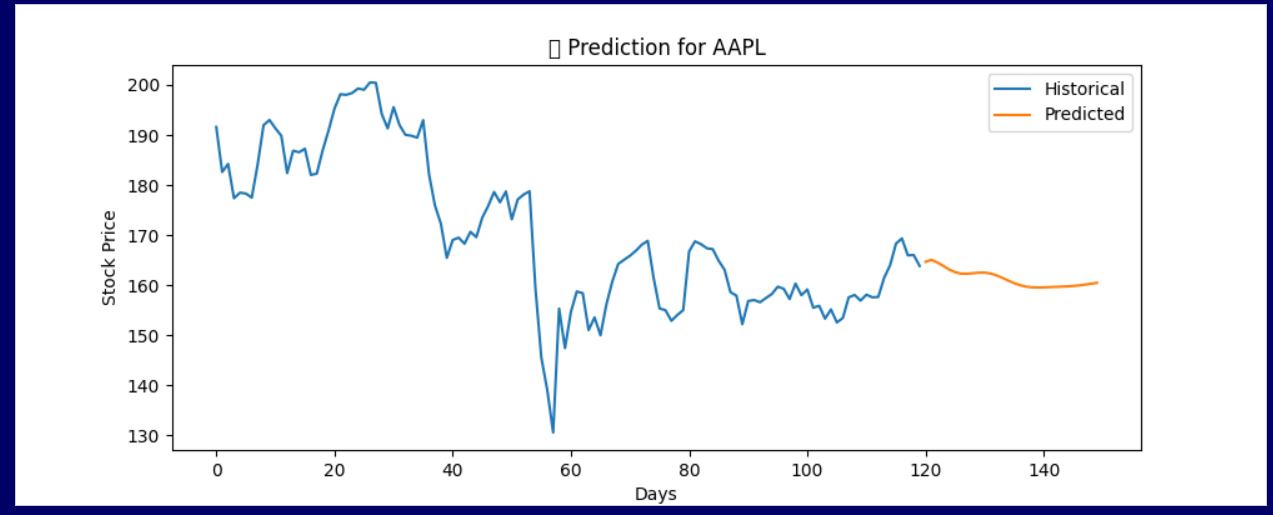 ▯ Prediction for AAPL
Historical
Predicted
Stock Price
200
190
180
170
160
150
140
130
0 20 40 60 80 100 120 140
Days